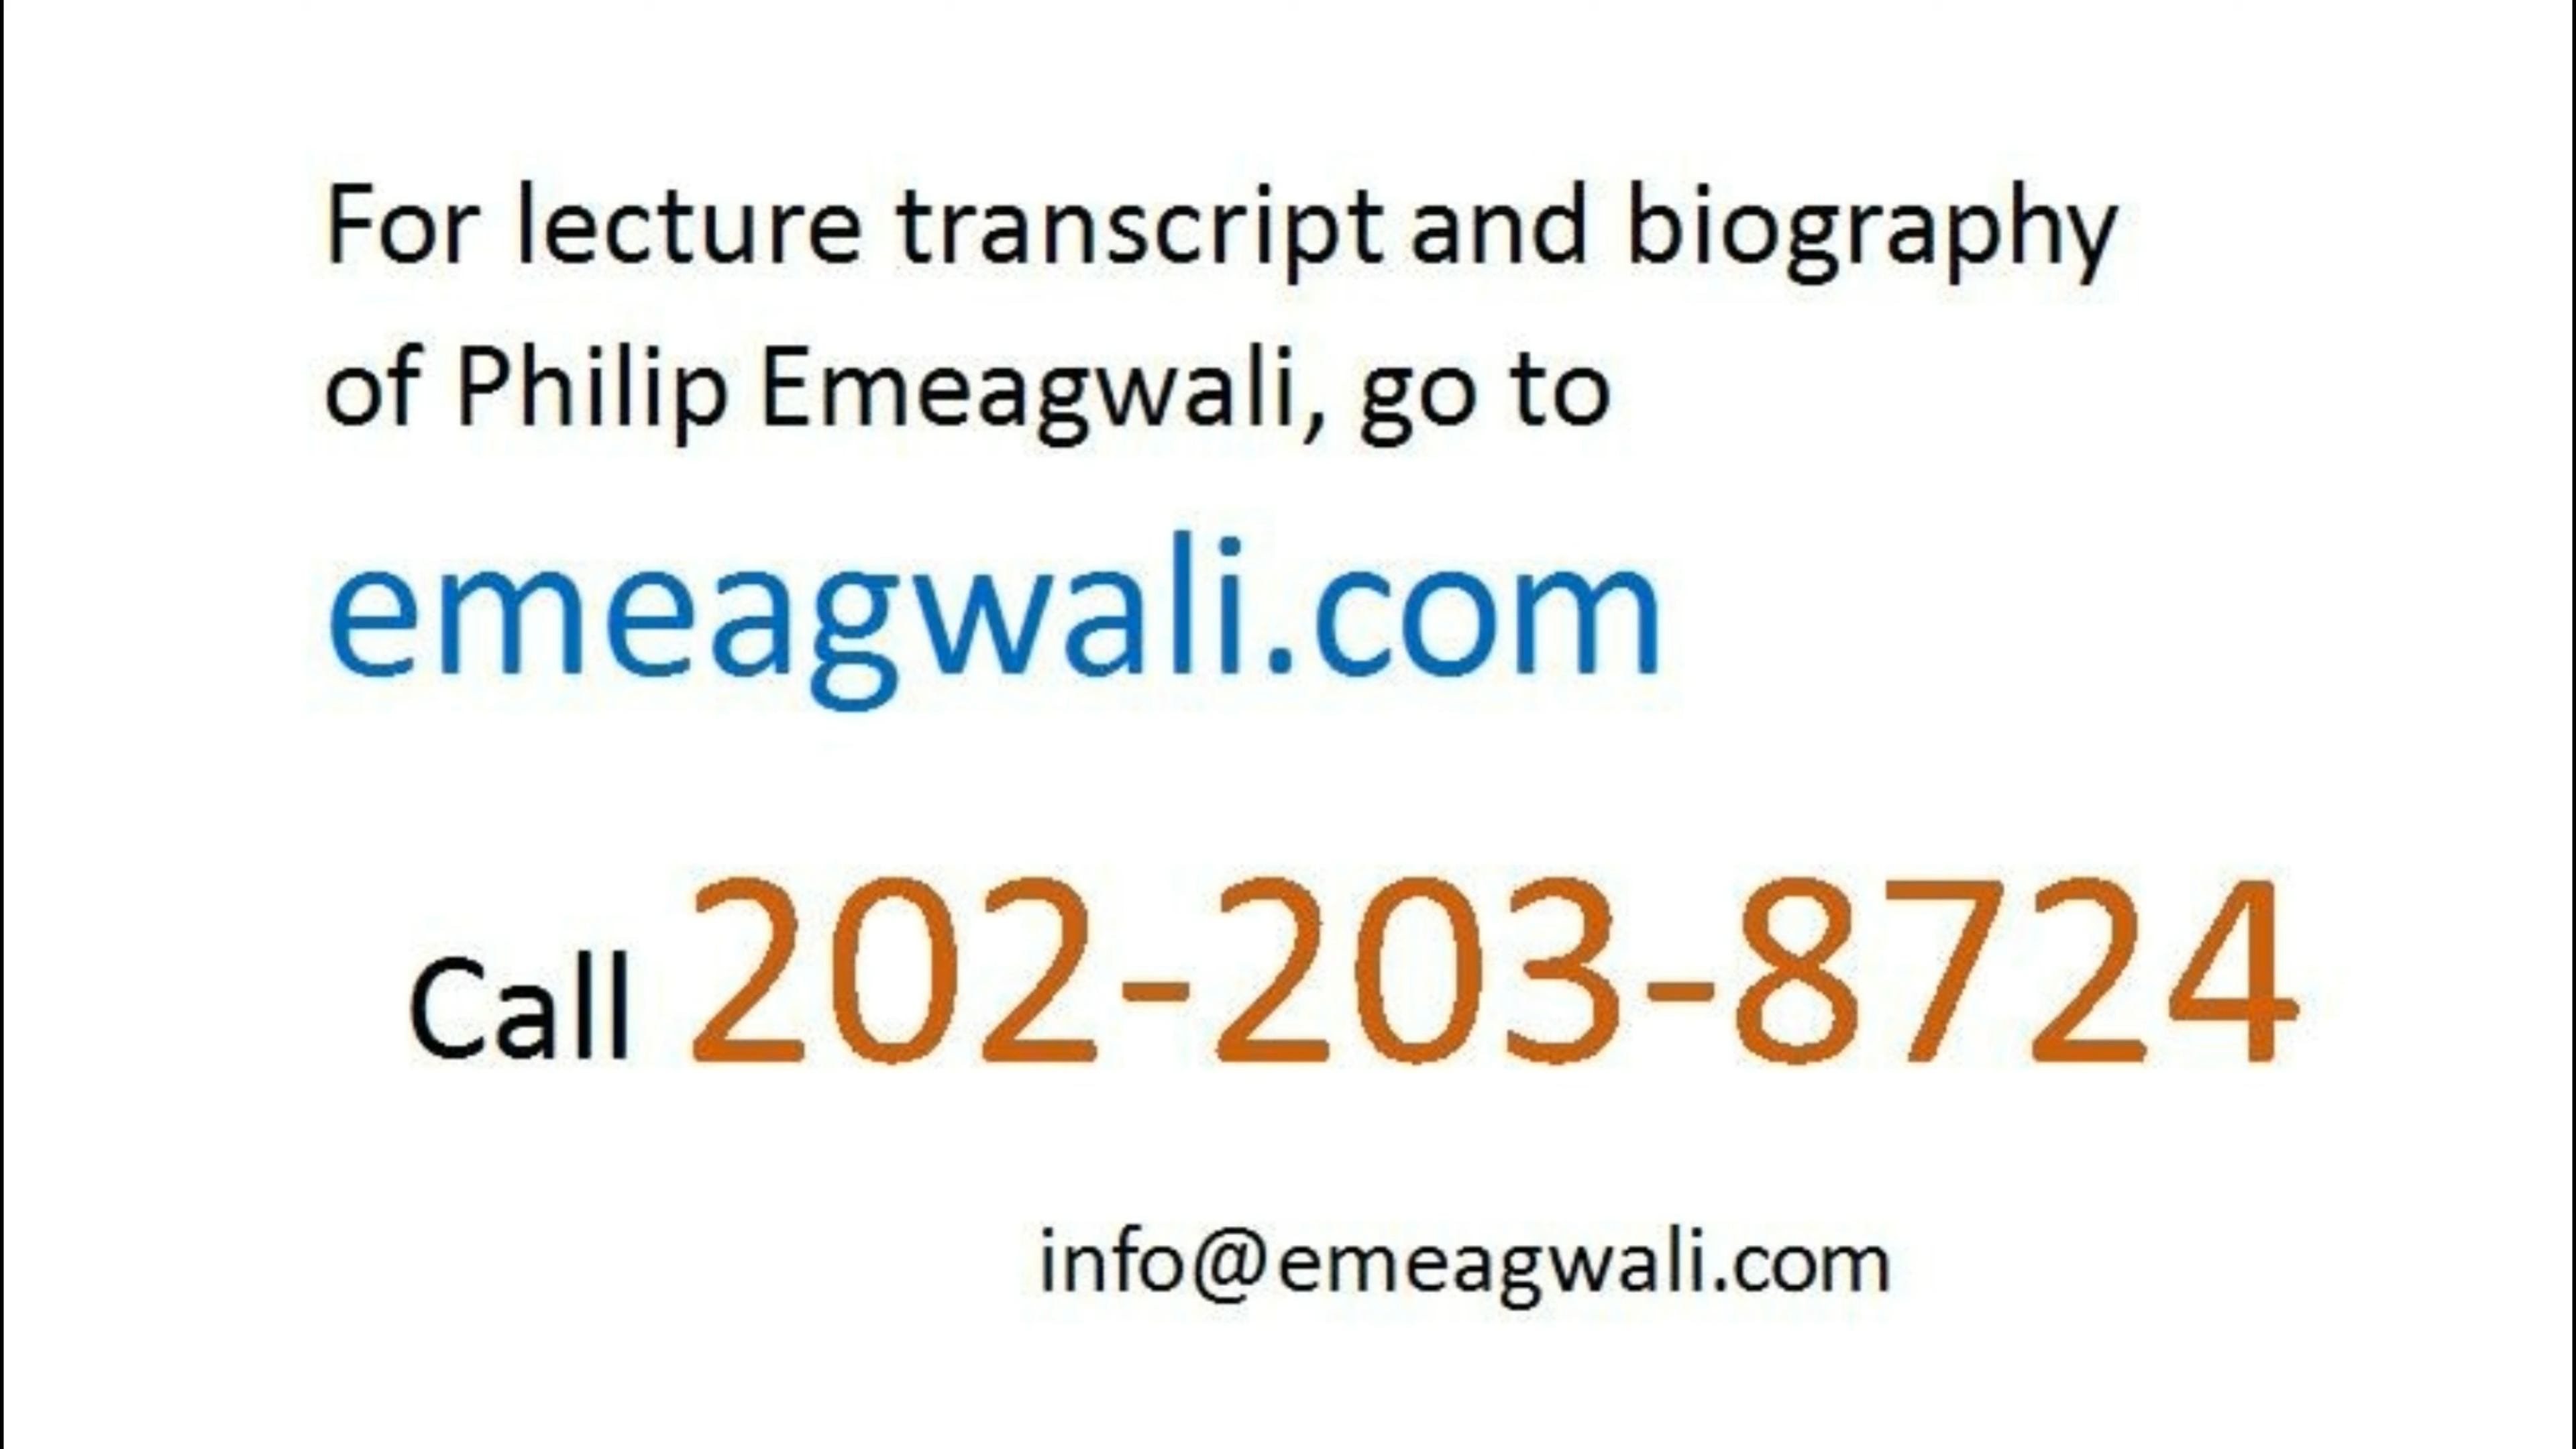 For lecture transcript and biography
of Philip Emeagwali, go to
emeagwali.com
Call 202-203-8724
info@emeagwali.com